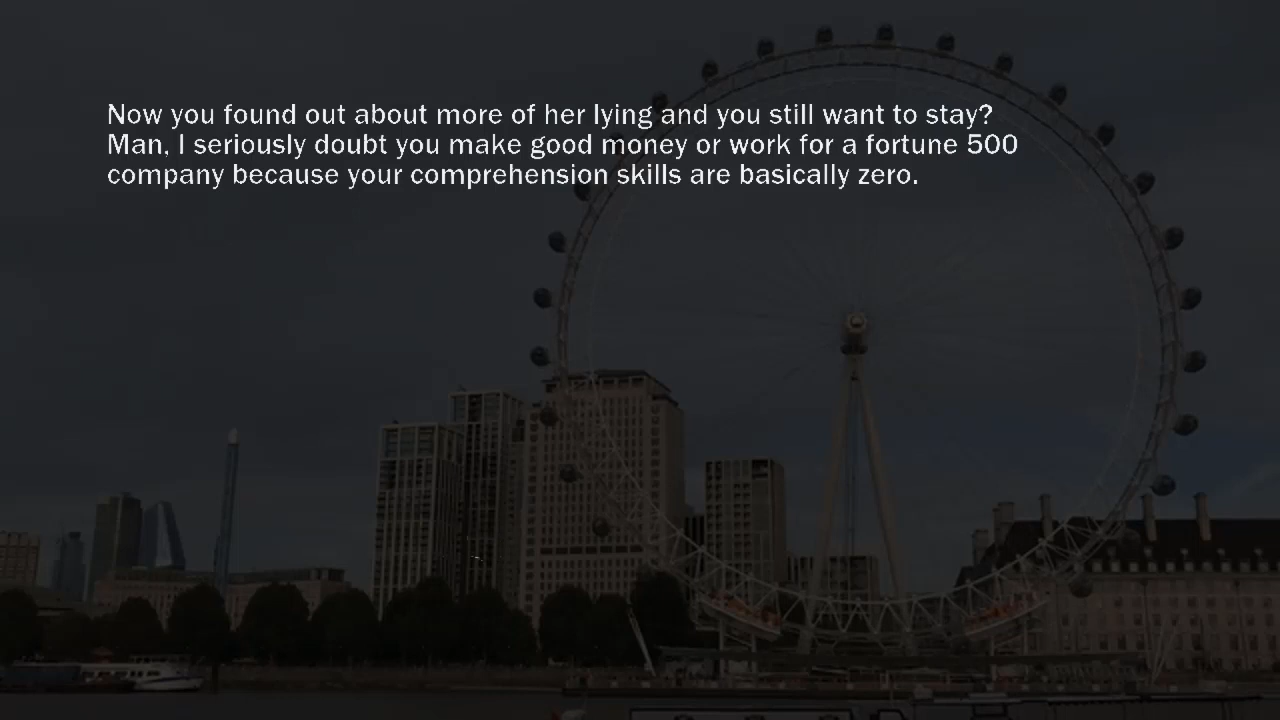 Now you found out about more of her lying and you still want to stay?
Man, I seriously doubt you make good money or work for a fortune 500
company because your comprehension skills are basically zero.